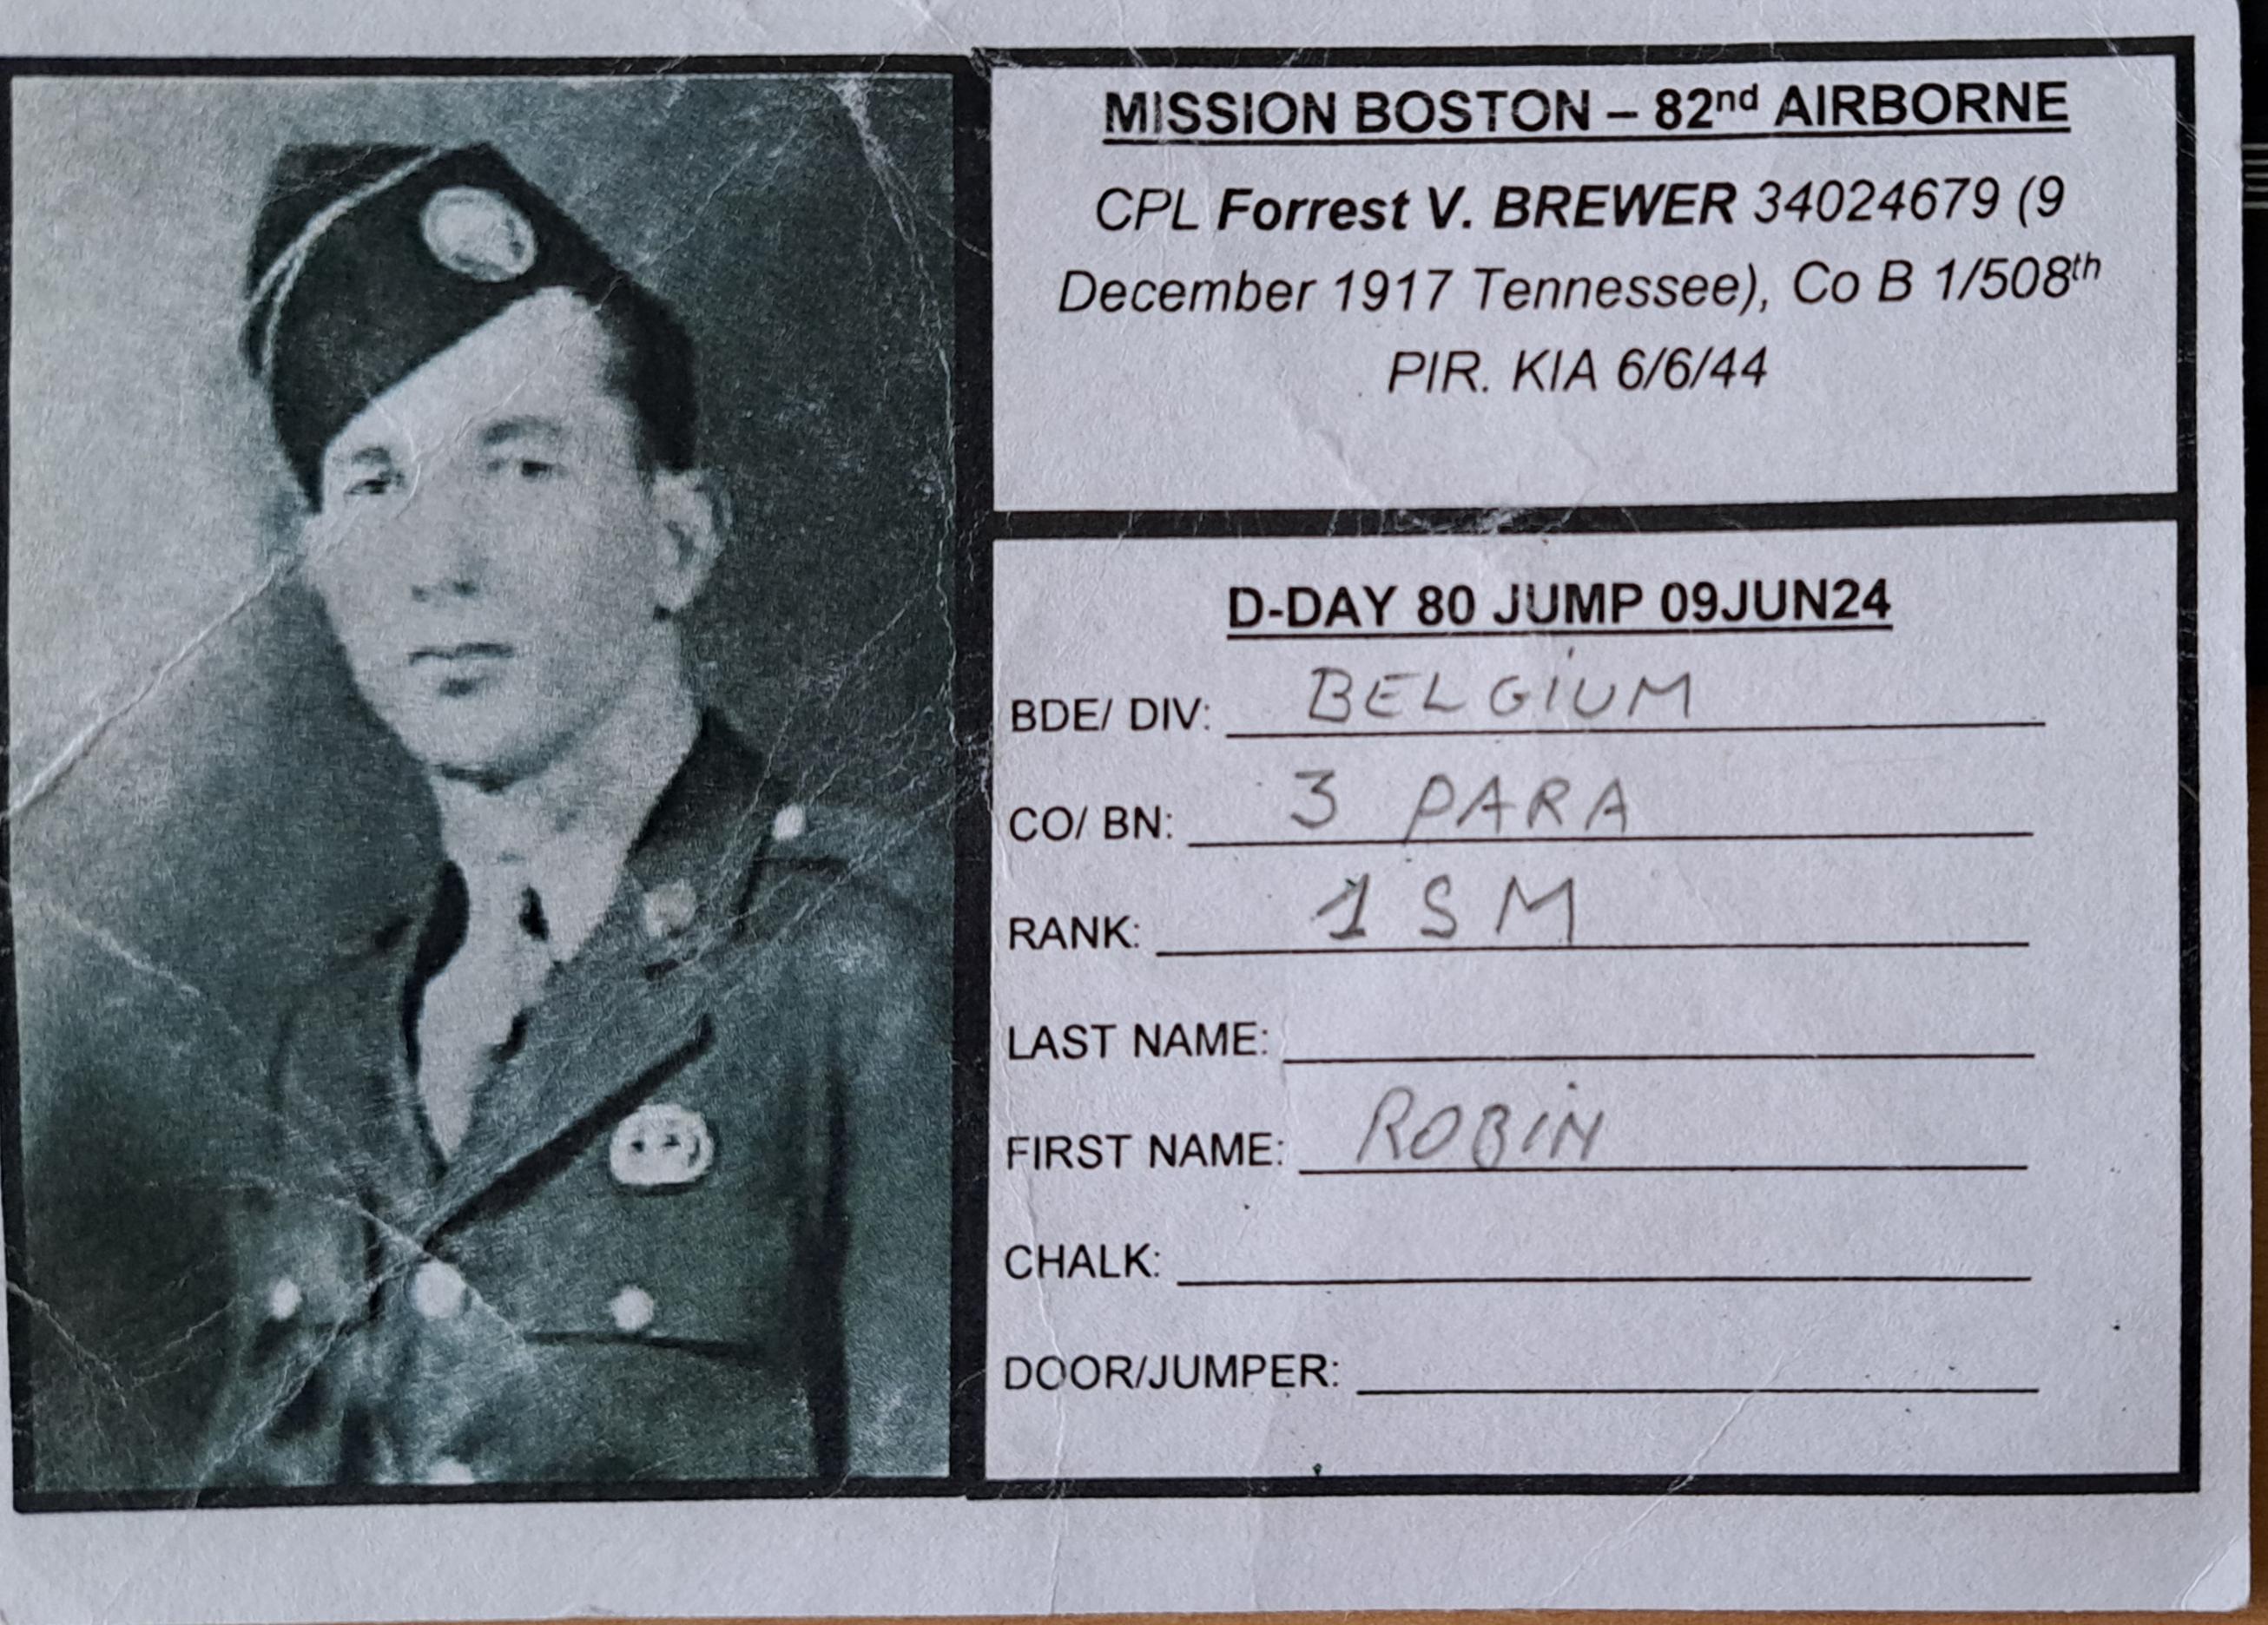 MISSION BOSTON – 82nd AIRBORNE
CPL Forrest V. BREWER 34024679 (9
December 1917 Tennessee), Co B 1/508th
PIR. KIA 6/6/44
D-DAY 80 JUMP 09JUN24
BDE/ DIV: BELGIUM
CO/ BN: 3 PARA
RANK: 1SM
LAST NAME:
FIRST NAME: ROBIN
CHALK:
DOOR/JUMPER: